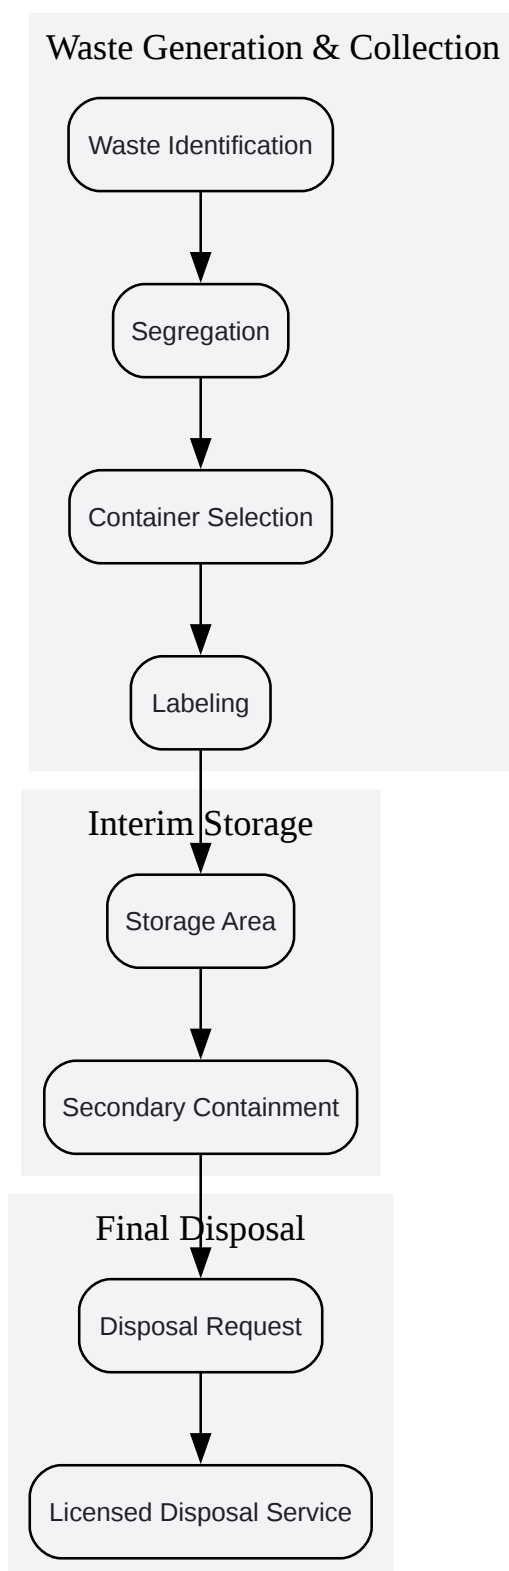 Waste Generation & Collection
Waste Identification
Segregation
Container Selection
Labeling
Interim Storage
Storage Area
Secondary Containment
Final Disposal
Disposal Request
Licensed Disposal Service